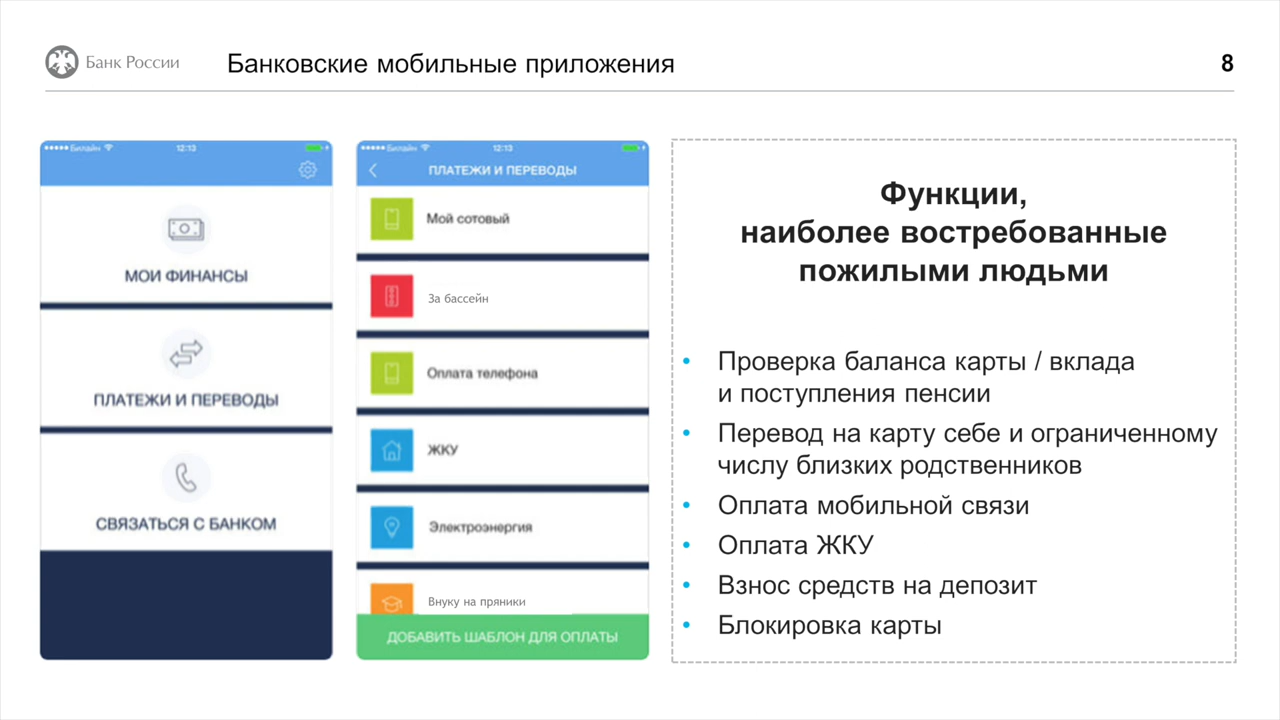 Банк России
Банковские мобильные приложения
8
Билайн 12:13
МОИ ФИНАНСЫ
ПЛАТЕЖИ И ПЕРЕВОДЫ
СВЯЗАТЬСЯ С БАНКОМ
Билайн 12:13
ПЛАТЕЖИ И ПЕРЕВОДЫ
Мой сотовый
За бассейн
Оплата телефона
ЖКУ
Электроэнергия
Внуку на пряники
ДОБАВИТЬ ШАБЛОН ДЛЯ ОПЛАТЫ
Функции,
наиболее востребованные
пожилыми людьми
• Проверка баланса карты / вклада
и поступления пенсии
• Перевод на карту себе и ограниченному
числу близких родственников
• Оплата мобильной связи
• Оплата ЖКУ
• Взнос средств на депозит
• Блокировка карты